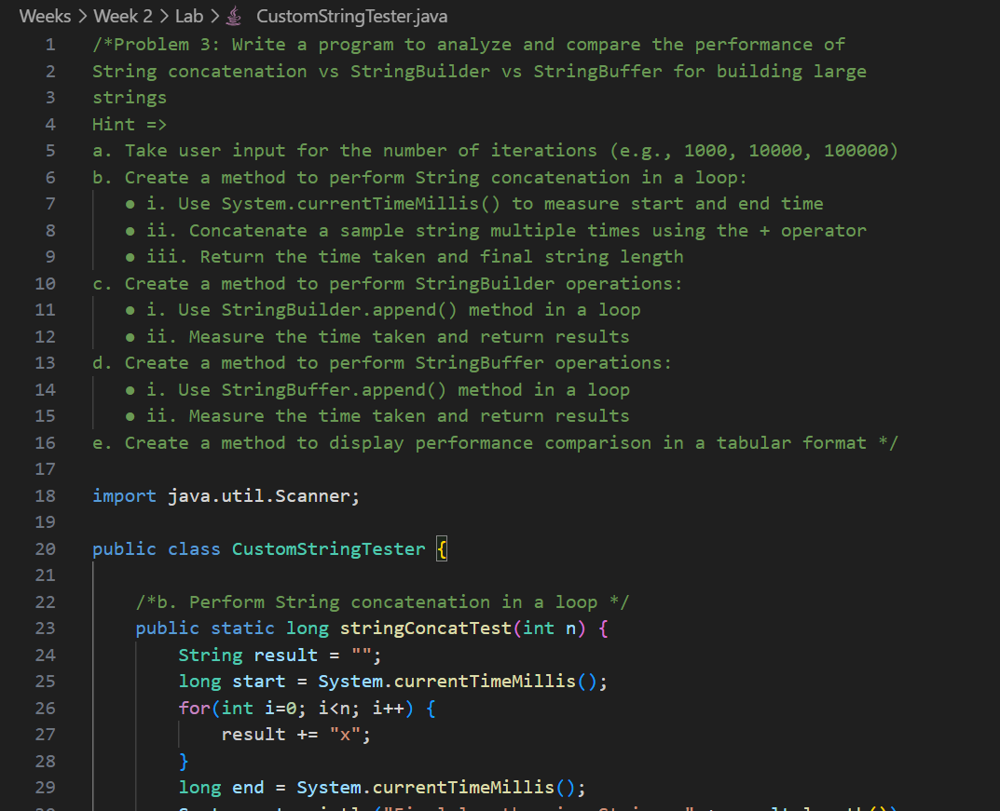 Weeks > Week 2 > Lab > CustomStringTester.java
1 /*Problem 3: Write a program to analyze and compare the performance of
2 String concatenation vs StringBuilder vs StringBuffer for building large
3 strings
4 Hint =>
5 a. Take user input for the number of iterations (e.g., 1000, 10000, 100000)
6 b. Create a method to perform String concatenation in a loop:
7 ● i. Use System.currentTimeMillis() to measure start and end time
8 ● ii. Concatenate a sample string multiple times using the + operator
9 ● iii. Return the time taken and final string length
10 c. Create a method to perform StringBuilder operations:
11 ● i. Use StringBuilder.append() method in a loop
12 ● ii. Measure the time taken and return results
13 d. Create a method to perform StringBuffer operations:
14 ● i. Use StringBuffer.append() method in a loop
15 ● ii. Measure the time taken and return results
16 e. Create a method to display performance comparison in a tabular format */
17
18 import java.util.Scanner;
19
20 public class CustomStringTester {
21
22 /*b. Perform String concatenation in a loop */
23 public static long stringConcatTest(int n) {
24 String result = "";
25 long start = System.currentTimeMillis();
26 for(int i=0; i<n; i++) {
27 result += "x";
28 }
29 long end = System.currentTimeMillis();